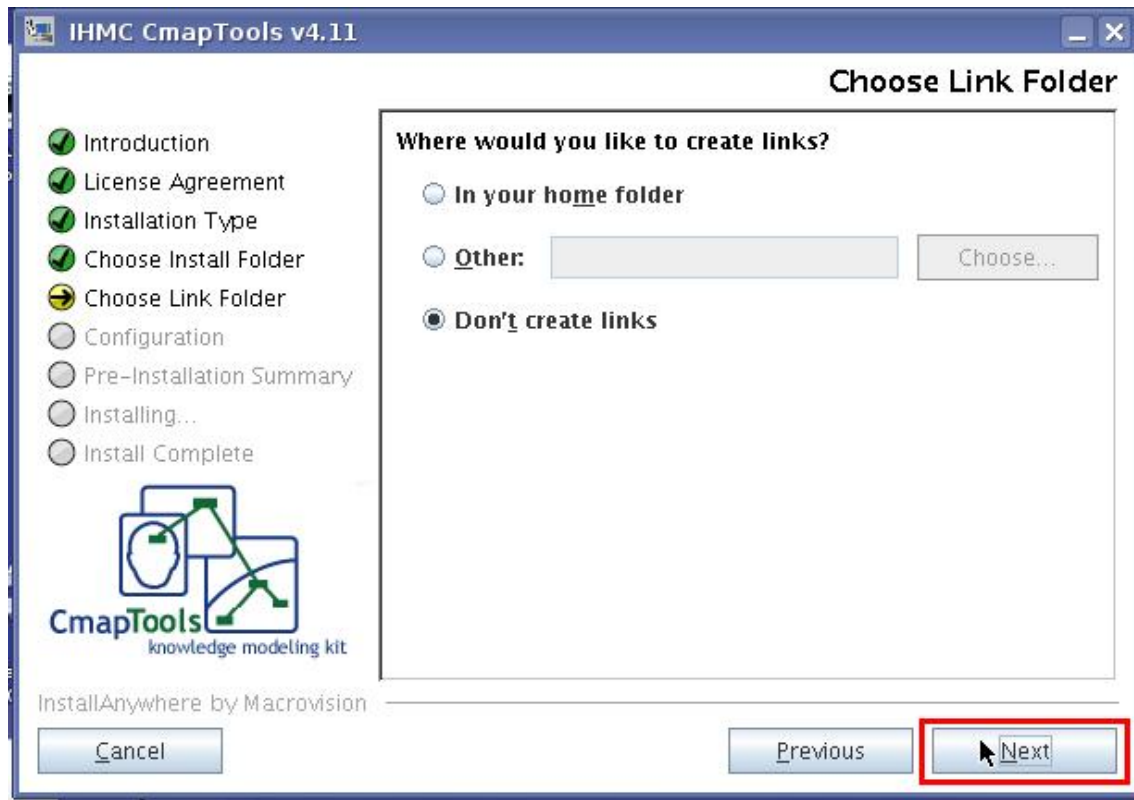 IHMC CmapTools v4.11
Choose Link Folder
Introduction
License Agreement
Installation Type
Choose Install Folder
Choose Link Folder
Configuration
Pre-Installation Summary
Installing...
Install Complete
Where would you like to create links?
In your home folder
Other:
Choose...
Don't create links
CmapTools
knowledge modeling kit
InstallAnywhere by Macrovision
Cancel
Previous
Next